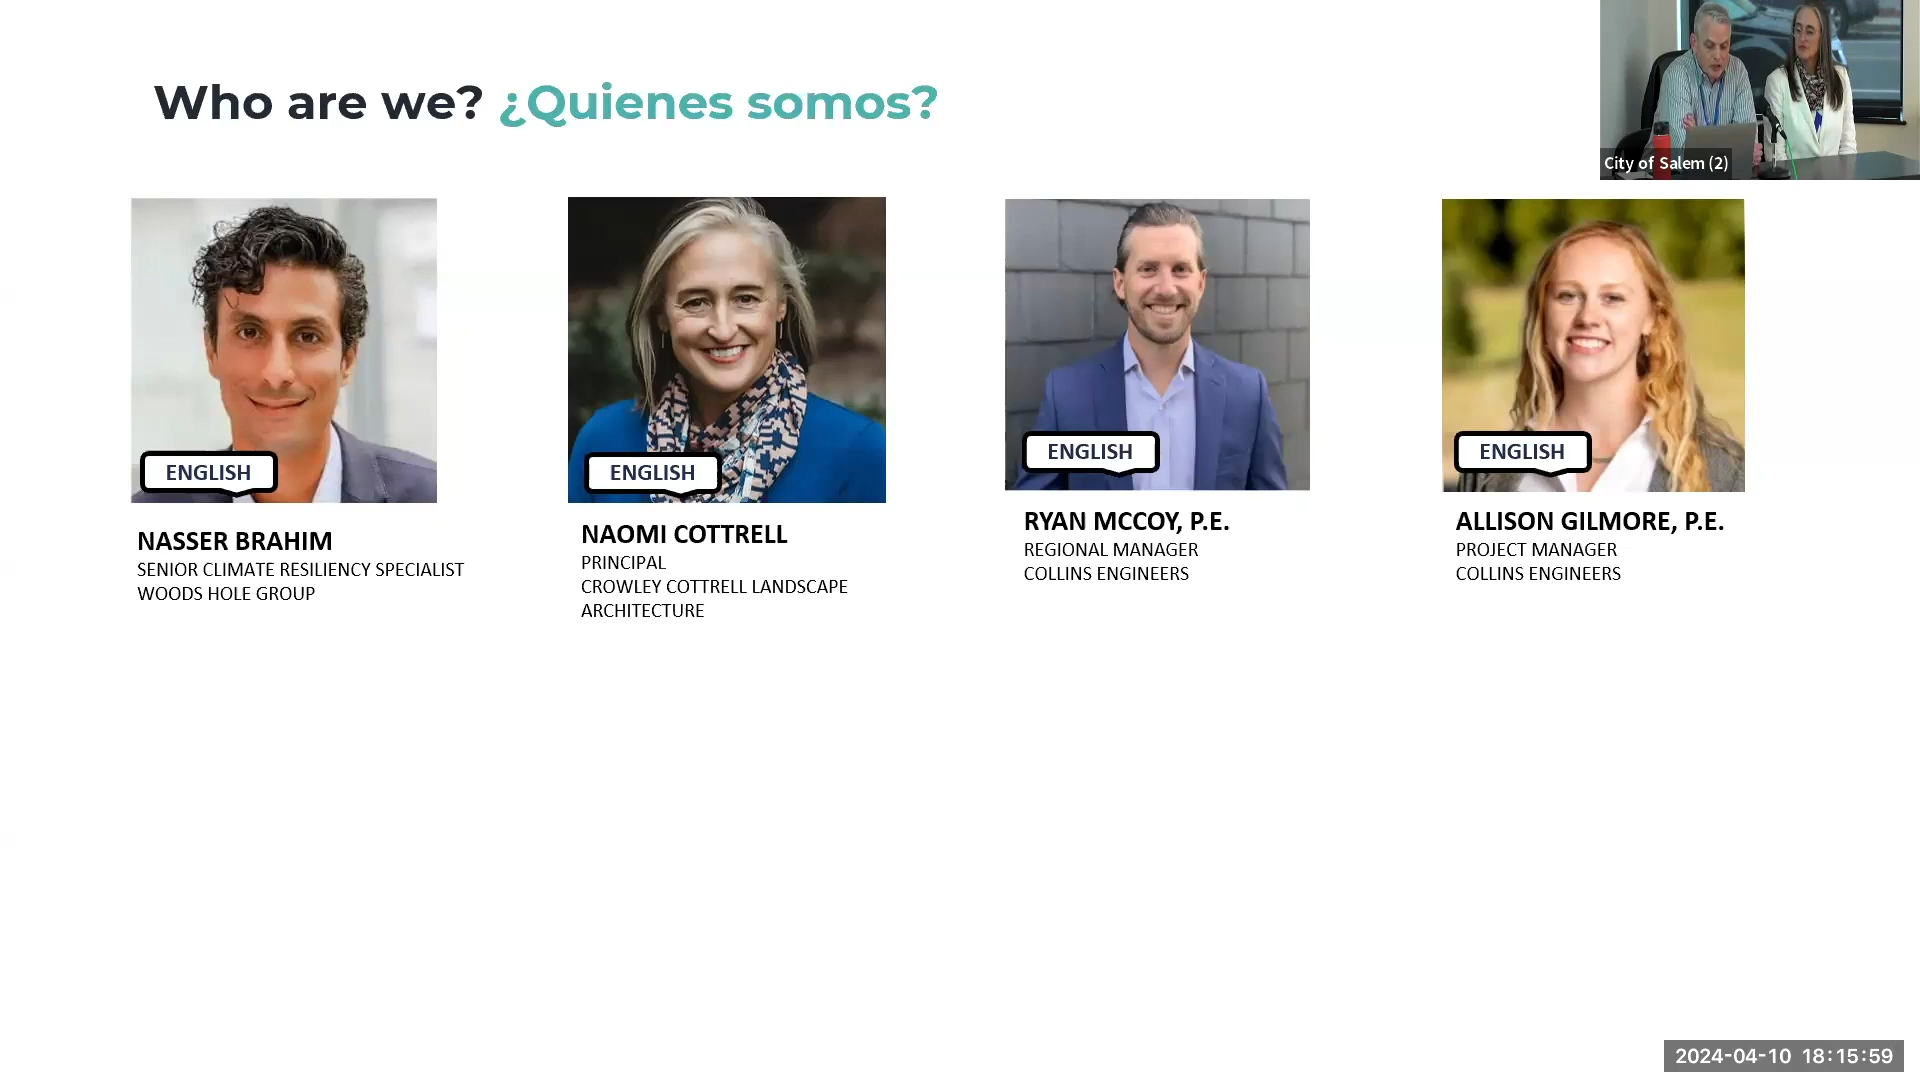 Who are we? ¿Quienes somos?
City of Salem (2)
ENGLISH
NASSER BRAHIM
SENIOR CLIMATE RESILIENCY SPECIALIST
WOODS HOLE GROUP
ENGLISH
NAOMI COTTRELL
PRINCIPAL
CROWLEY COTTRELL LANDSCAPE
ARCHITECTURE
ENGLISH
RYAN MCCOY, P.E.
REGIONAL MANAGER
COLLINS ENGINEERS
ENGLISH
ALLISON GILMORE, P.E.
PROJECT MANAGER
COLLINS ENGINEERS
2024-04-10 18:15:59